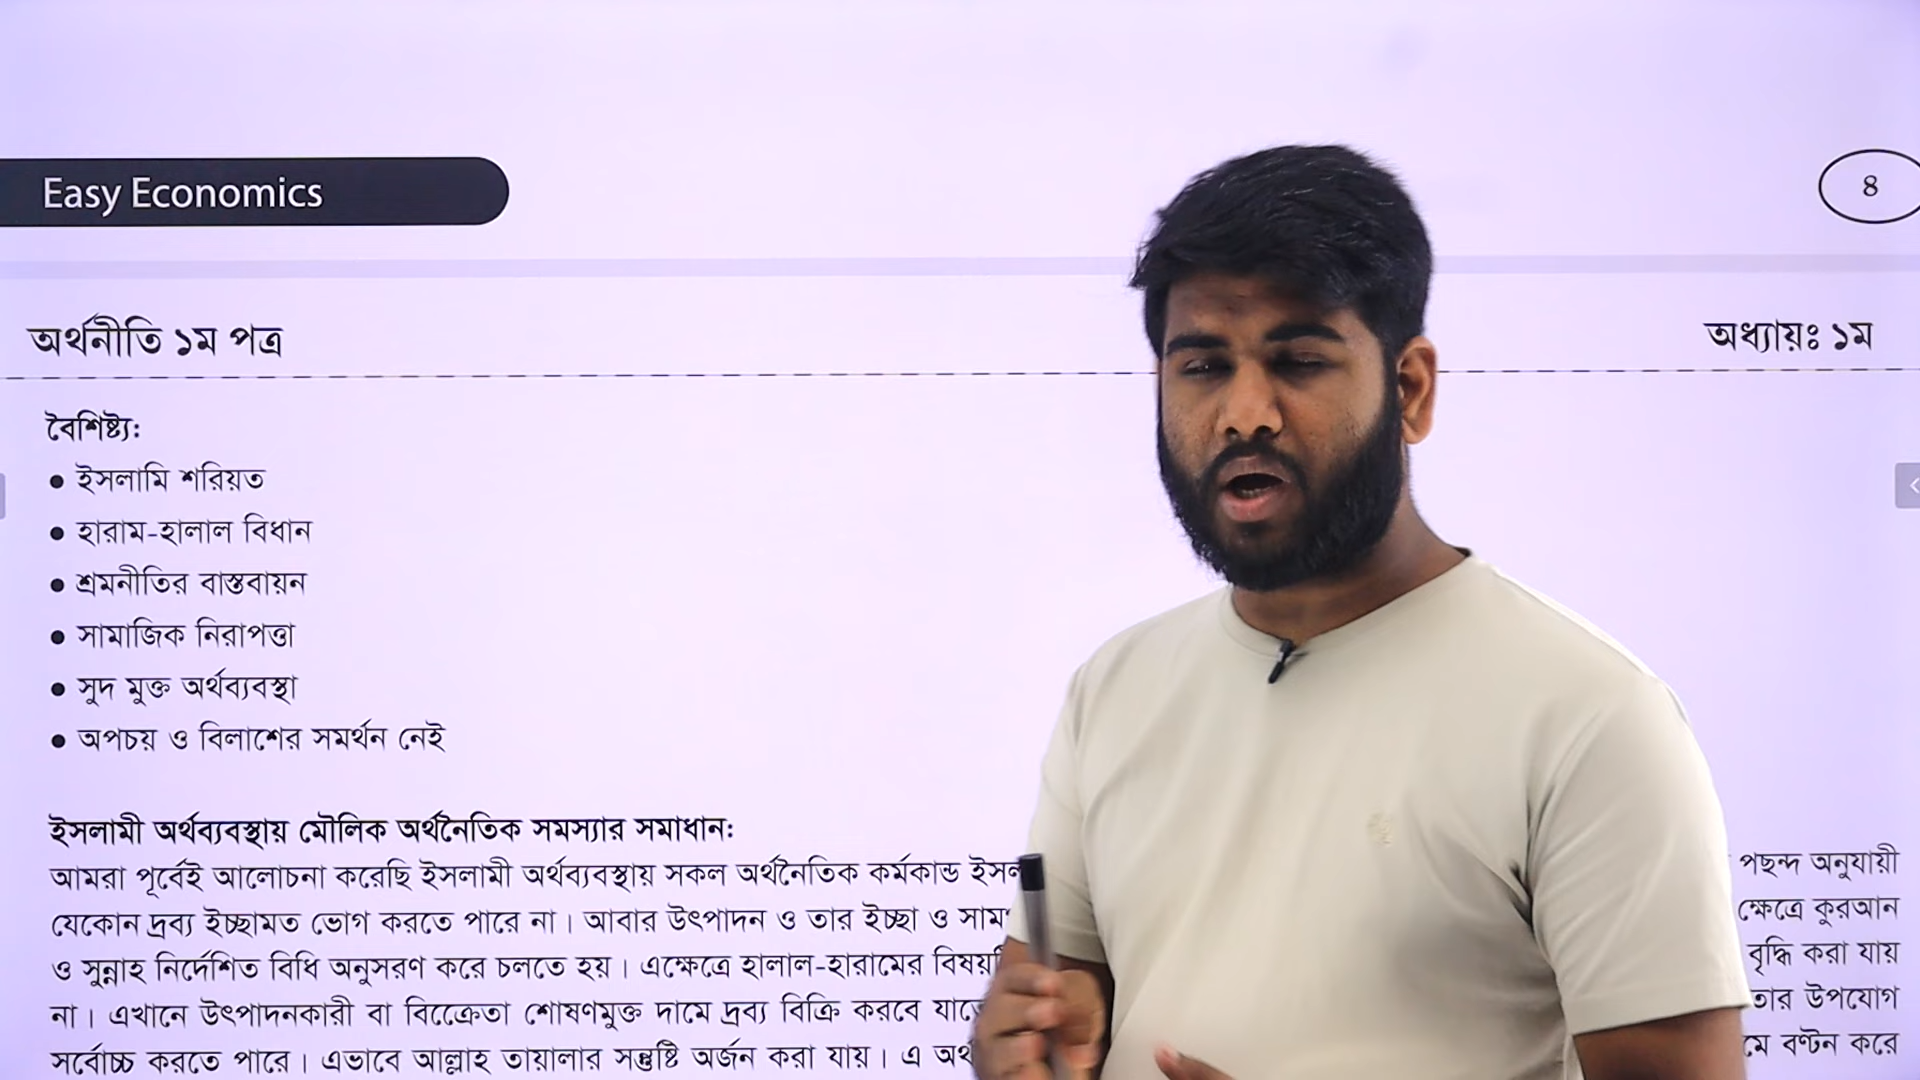 Easy Economics
৪
অর্থনীতি ১ম পত্র
অধ্যায়ঃ ১ম
বৈশিষ্ট্য:
• ইসলামি শরিয়ত
• হারাম-হালাল বিধান
• শ্রমনীতির বাস্তবায়ন
• সামাজিক নিরাপত্তা
• সুদ মুক্ত অর্থব্যবস্থা
• অপচয় ও বিলাশের সমর্থন নেই
ইসলামী অর্থব্যবস্থায় মৌলিক অর্থনৈতিক সমস্যার সমাধান:
আমরা পূর্বেই আলোচনা করেছি ইসলামী অর্থব্যবস্থায় সকল অর্থনৈতিক কর্মকান্ড পছন্দ অনুযায়ী
যেকোন দ্রব্য ইচ্ছামত ভোগ করতে পারে না। আবার উৎপাদন ও তার ইচ্ছা ও ক্ষেত্রে কুরআন
ও সুন্নাহ নির্দেশিত বিধি অনুসরণ করে চলতে হয়। এক্ষেত্রে হালাল-হারামের বৃদ্ধি করা যায়
না। এখানে উৎপাদনকারী বা বিক্রেেতা শোষণমুক্ত দামে দ্রব্য বিক্রি করবে তার উপযোগ
সর্বোচ্চ করতে পারে। এভাবে আল্লাহ তায়ালার সন্তুষ্টি অর্জন করা যায়। এ বণ্টন করে